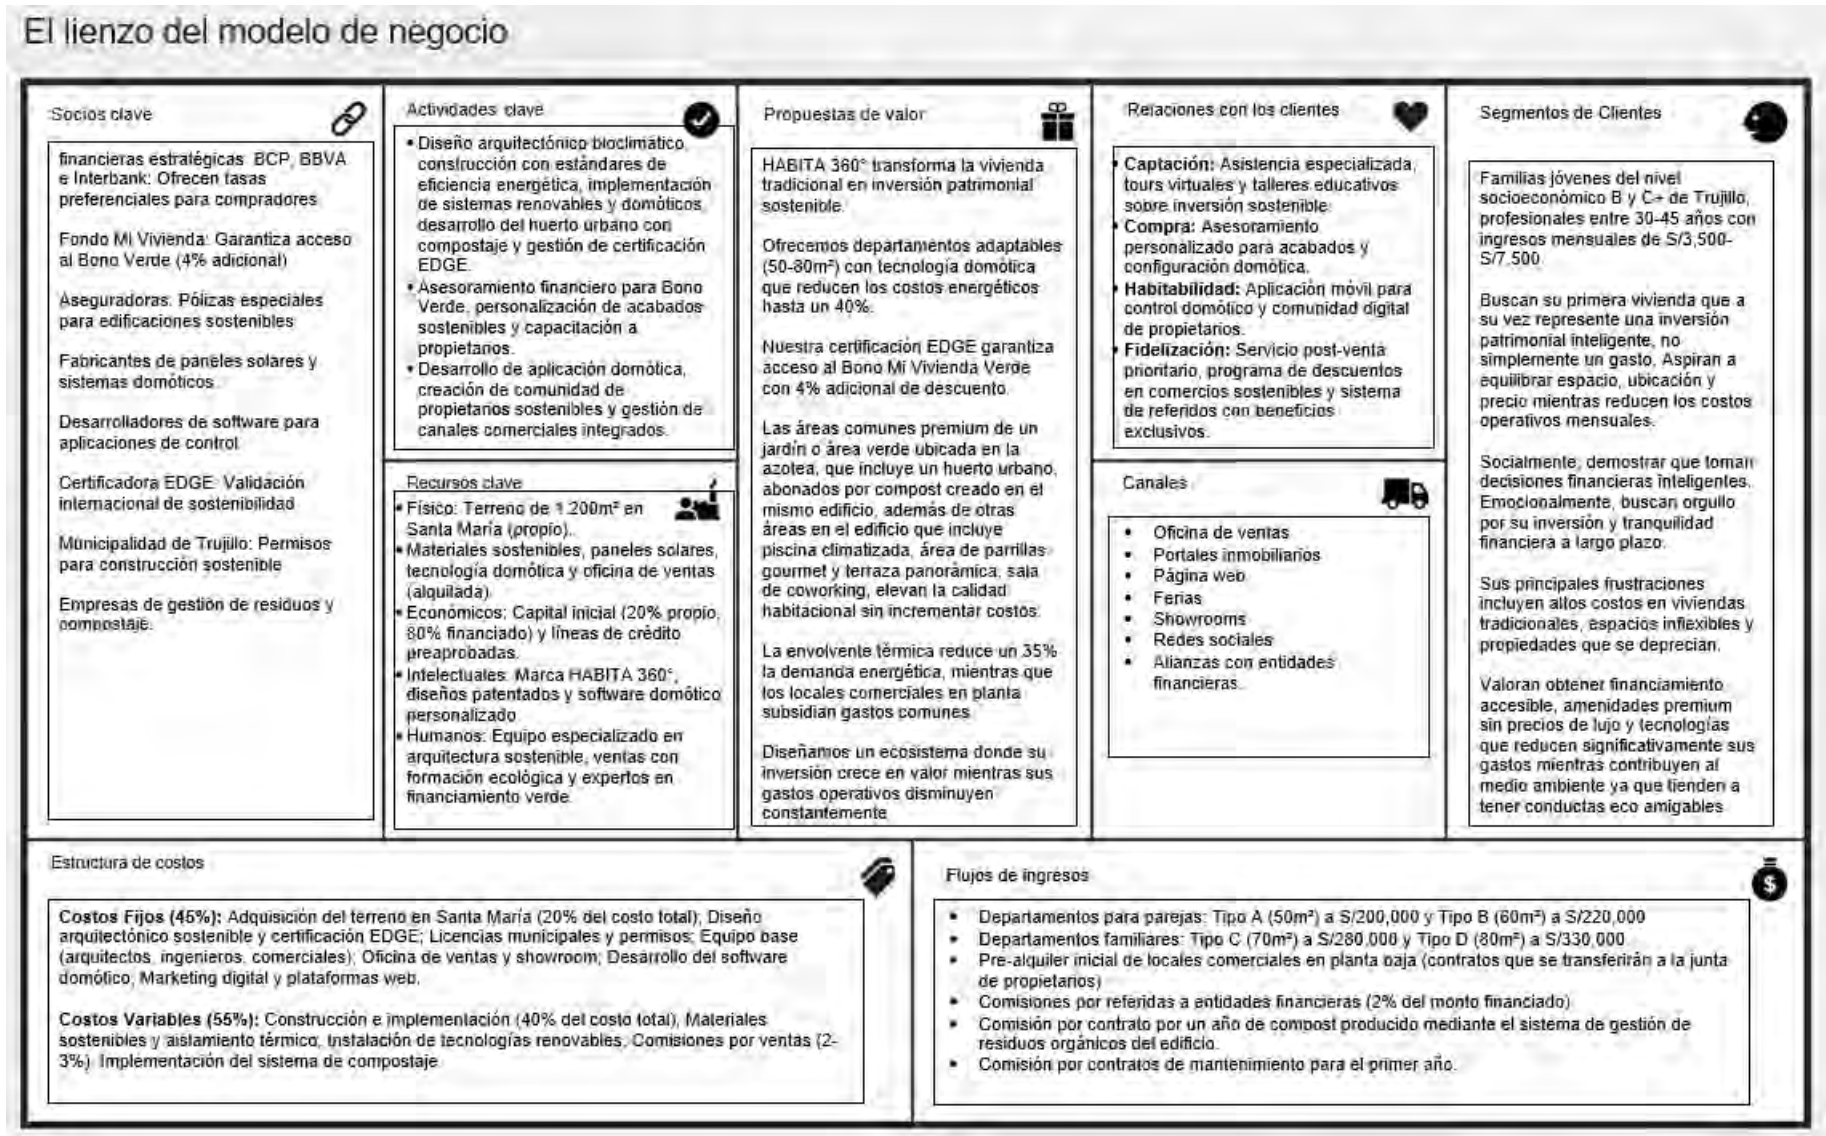 El lienzo del modelo de negocio
Socios clave
financieras estratégicas BCP, BBVA
e Interbank: Ofrecen tasas
preferenciales para compradores
Fondo Mi Vivienda: Garantiza acceso
al Bono Verde (4% adicional)
Aseguradoras: Pólizas especiales
para edificaciones sostenibles
Fabricantes de paneles solares y
sistemas domóticos
Desarrolladores de software para
aplicaciones de control
Certificadora EDGE: Validación
internacional de sostenibilidad
Municipalidad de Trujillo: Permisos
para construcción sostenible
Empresas de gestión de residuos y
compostaje.
Actividades clave
• Diseño arquitectónico bioclimático,
construcción con estándares de
eficiencia energética, implementación
de sistemas renovables y domóticos,
desarrollo del huerto urbano con
compostaje y gestión de certificación
EDGE.
• Asesoramiento financiero para Bono
Verde, personalización de acabados
sostenibles y capacitación a
propietarios.
• Desarrollo de aplicación domótica,
creación de comunidad de
propietarios sostenibles y gestión de
canales comerciales integrados.
Recursos clave
• Físico: Terreno de 1.200m² en
Santa María (propio).
• Materiales sostenibles, paneles solares,
tecnología domótica y oficina de ventas
(alquilada)
• Económicos: Capital inicial (20% propio,
80% financiado) y líneas de crédito
preaprobadas.
• Intelectuales: Marca HABITA 360°,
diseños patentados y software domótico
personalizado
• Humanos: Equipo especializado en
arquitectura sostenible, ventas con
formación ecológica y expertos en
financiamiento verde.
Propuestas de valor
HABITA 360° transforma la vivienda
tradicional en inversión patrimonial
sostenible.
Ofrecemos departamentos adaptables
(50-80m²) con tecnología domótica
que reducen los costos energéticos
hasta un 40%.
Nuestra certificación EDGE garantiza
acceso al Bono Mi Vivienda Verde
con 4% adicional de descuento.
Las áreas comunes premium de un
jardín o área verde ubicada en la
azotea, que incluye un huerto urbano,
abonados por compost creado en el
mismo edificio, además de otras
áreas en el edificio que incluye
piscina climatizada, área de parrillas
gourmet y terraza panorámica, sala
de coworking, elevan la calidad
habitacional sin incrementar costos.
La envolvente térmica reduce un 35%
la demanda energética, mientras que
los locales comerciales en planta
subsidian gastos comunes
Diseñamos un ecosistema donde su
inversión crece en valor mientras sus
gastos operativos disminuyen
constantemente
Relaciones con los clientes
• Captación: Asistencia especializada,
tours virtuales y talleres educativos
sobre inversión sostenible.
• Compra: Asesoramiento
personalizado para acabados y
configuración domótica.
• Habitabilidad: Aplicación móvil para
control domótico y comunidad digital
de propietarios.
• Fidelización: Servicio post-venta
prioritario, programa de descuentos
en comercios sostenibles y sistema
de referidos con beneficios
exclusivos.
Canales
• Oficina de ventas
• Portales inmobiliarios
• Página web
• Ferias
• Showrooms
• Redes sociales
• Alianzas con entidades
financieras.
Segmentos de Clientes
Familias jóvenes del nivel
socioeconómico B y C+ de Trujillo,
profesionales entre 30-45 años con
ingresos mensuales de S/3,500-
S/7,500.
Buscan su primera vivienda que a
su vez represente una inversión
patrimonial inteligente, no
simplemente un gasto. Aspiran a
equilibrar espacio, ubicación y
precio mientras reducen los costos
operativos mensuales.
Socialmente, demostrar que toman
decisiones financieras inteligentes.
Emocionalmente, buscan orgullo
por su inversión y tranquilidad
financiera a largo plazo.
Sus principales frustraciones
incluyen altos costos en viviendas
tradicionales, espacios inflexibles y
propiedades que se deprecian.
Valoran obtener financiamiento
accesible, amenidades premium
sin precios de lujo y tecnologías
que reducen significativamente sus
gastos mientras contribuyen al
medio ambiente ya que tienden a
tener conductas eco amigables
Estructura de costos
Costos Fijos (45%): Adquisición del terreno en Santa María (20% del costo total); Diseño
arquitectónico sostenible y certificación EDGE; Licencias municipales y permisos; Equipo base
(arquitectos, ingenieros, comerciales); Oficina de ventas y showroom; Desarrollo del software
domótico; Marketing digital y plataformas web.
Costos Variables (55%): Construcción e implementación (40% del costo total), Materiales
sostenibles y aislamiento térmico; Instalación de tecnologías renovables; Comisiones por ventas (2-
3%) Implementación del sistema de compostaje
Flujos de ingresos
• Departamentos para parejas: Tipo A (50m²) a S/200,000 y Tipo B (60m²) a S/220,000
• Departamentos familiares: Tipo C (70m²) a S/280,000 y Tipo D (80m²) a S/330,000
• Pre-alquiler inicial de locales comerciales en planta baja (contratos que se transferirán a la junta
de propietarios)
• Comisiones por referidas a entidades financieras (2% del monto financiado)
• Comisión por contrato por un año de compost producido mediante el sistema de gestión de
residuos orgánicos del edificio.
• Comisión por contratos de mantenimiento para el primer año.